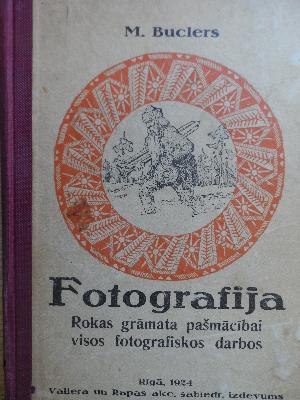 M. Buclers
Fotografija
Rokas grāmata pašmācībai
visos fotografiskos darbos
Rīgā, 1924
Valtera un Rapas akc. sabiedr. izdevums